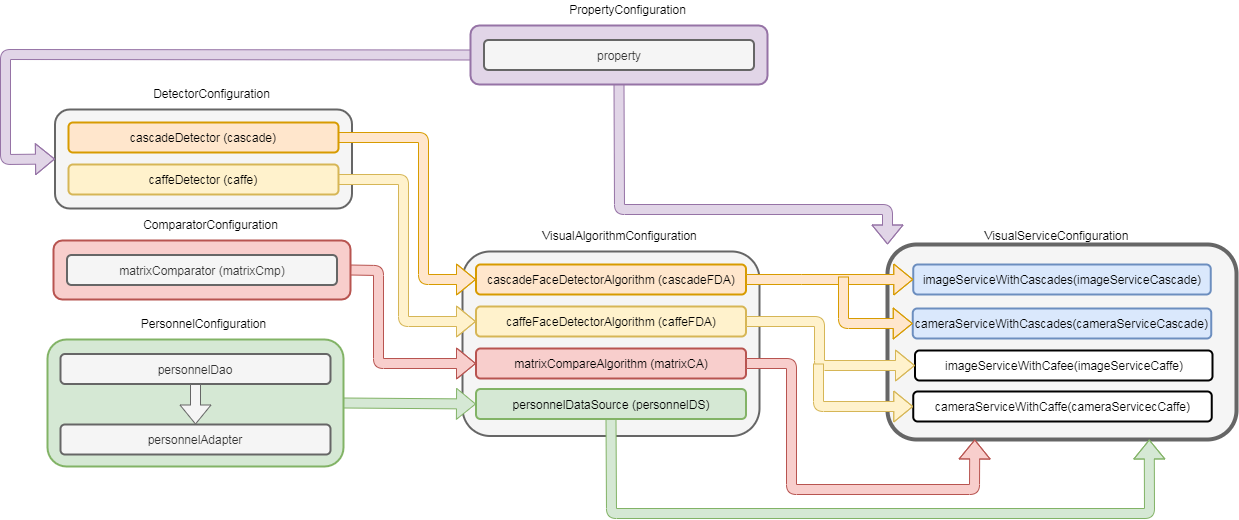 PropertyConfiguration
property
DetectorConfiguration
cascadeDetector (cascade)
caffeDetector (caffe)
ComparatorConfiguration
matrixComparator (matrixCmp)
PersonnelConfiguration
personnelDao
personnelAdapter
VisualAlgorithmConfiguration
cascadeFaceDetectorAlgorithm (cascadeFDA)
caffeFaceDetectorAlgorithm (caffeFDA)
matrixCompareAlgorithm (matrixCA)
personnelDataSource (personnelDS)
VisualServiceConfiguration
imageServiceWithCascades(imageServiceCascade)
cameraServiceWithCascades(cameraServiceCascade)
imageServiceWithCafee(imageServiceCaffe)
cameraServiceWithCaffe(cameraServicecCaffe)